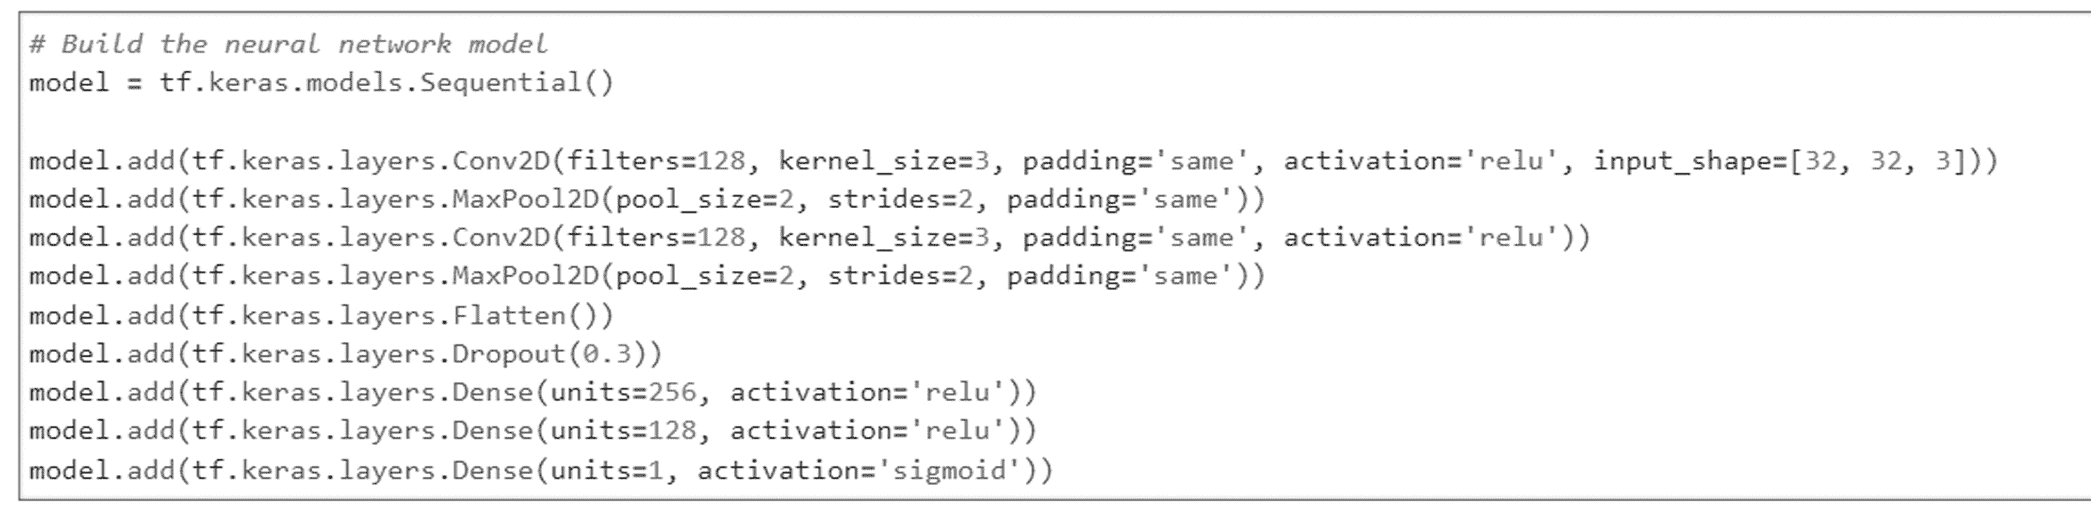 # Build the neural network model
model = tf.keras.models.Sequential()
model.add(tf.keras.layers.Conv2D(filters=128, kernel_size=3, padding='same', activation='relu', input_shape=[32, 32, 3]))
model.add(tf.keras.layers.MaxPool2D(pool_size=2, strides=2, padding='same'))
model.add(tf.keras.layers.Conv2D(filters=128, kernel_size=3, padding='same', activation='relu'))
model.add(tf.keras.layers.MaxPool2D(pool_size=2, strides=2, padding='same'))
model.add(tf.keras.layers.Flatten())
model.add(tf.keras.layers.Dropout(0.3))
model.add(tf.keras.layers.Dense(units=256, activation='relu'))
model.add(tf.keras.layers.Dense(units=128, activation='relu'))
model.add(tf.keras.layers.Dense(units=1, activation='sigmoid'))